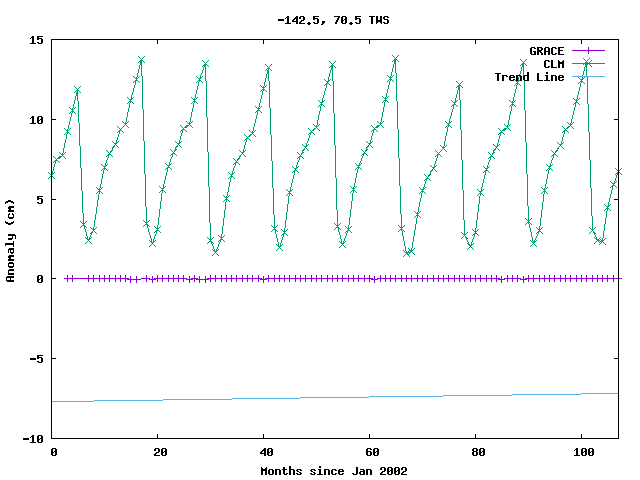 -142.5, 70.5 TWS
GRACE
CLM
Trend Line
15
10
5
0
-5
-10
Anomaly (cm)
0 20 40 60 80 100
Months since Jan 2002